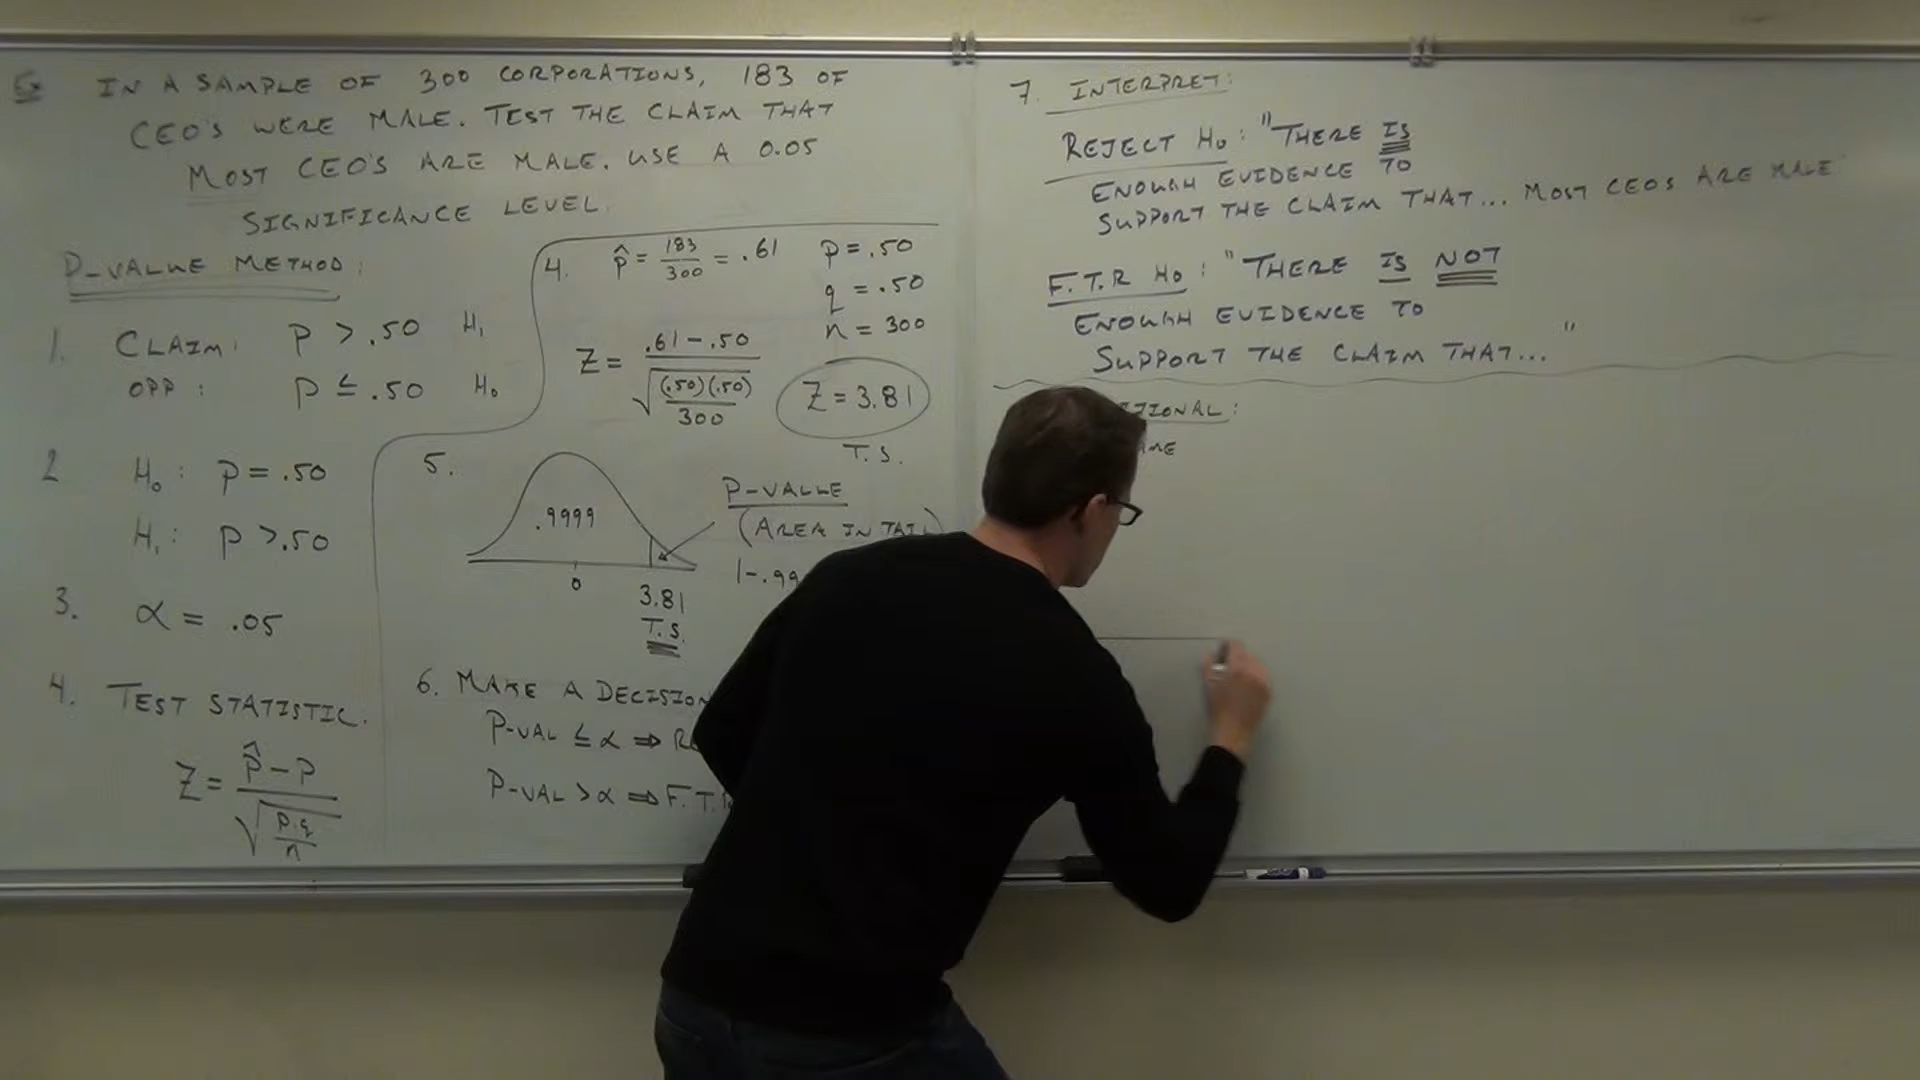 Ex IN A SAMPLE OF 300 CORPORATIONS, 183 OF
CEO'S WERE MALE. TEST THE CLAIM THAT
MOST CEO'S ARE MALE. USE A 0.05
SIGNIFICANCE LEVEL.
P-VALUE METHOD:
1. CLAIM: p > .50 H₁
OPP: p ≤ .50 H₀
2 H₀: p = .50
H₁: p > .50
3. α = .05
4. TEST STATISTIC.
Z = (p̂ - p) / √(p·q / n)
4. p̂ = 183/300 = .61
p = .50
q = .50
n = 300
Z = (.61 - .50) / √((.50)(.50) / 300)
Z = 3.81
T.S.
5.
.9999
0
3.81
T.S.
P-VALUE
(AREA IN TAIL)
1-.99
6. MAKE A DECISION
P-VAL ≤ α ⇒
P-VAL > α ⇒ F.T.
7. INTERPRET:
REJECT H₀: "THERE IS
ENOUGH EVIDENCE TO
SUPPORT THE CLAIM THAT... MOST CEOS ARE MALE
F.T.R H₀: "THERE IS NOT
ENOUGH EVIDENCE TO
SUPPORT THE CLAIM THAT..."